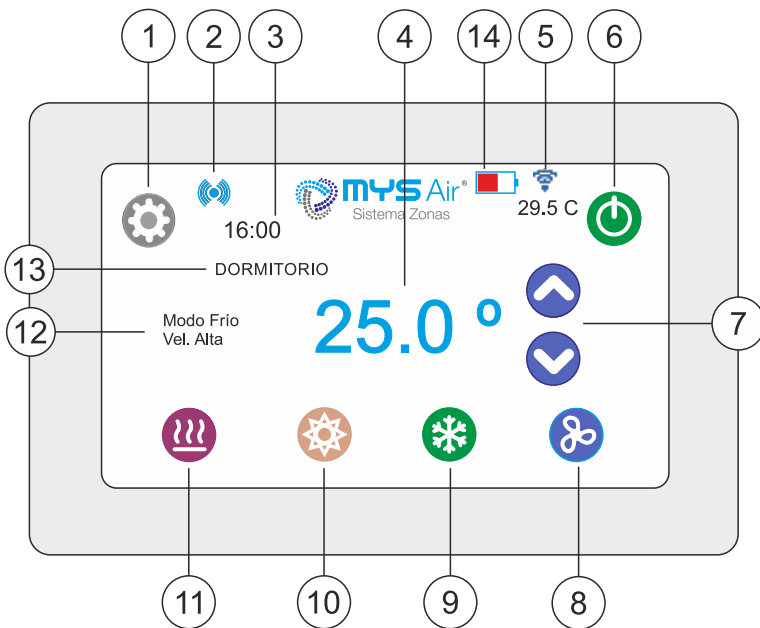 1 2 3 4 14 5 6
MYS Air®
Sistema Zonas
29.5 C
16:00
13
DORMITORIO
12
Modo Frío
Vel. Alta
25.0 º
7
11 10 9 8